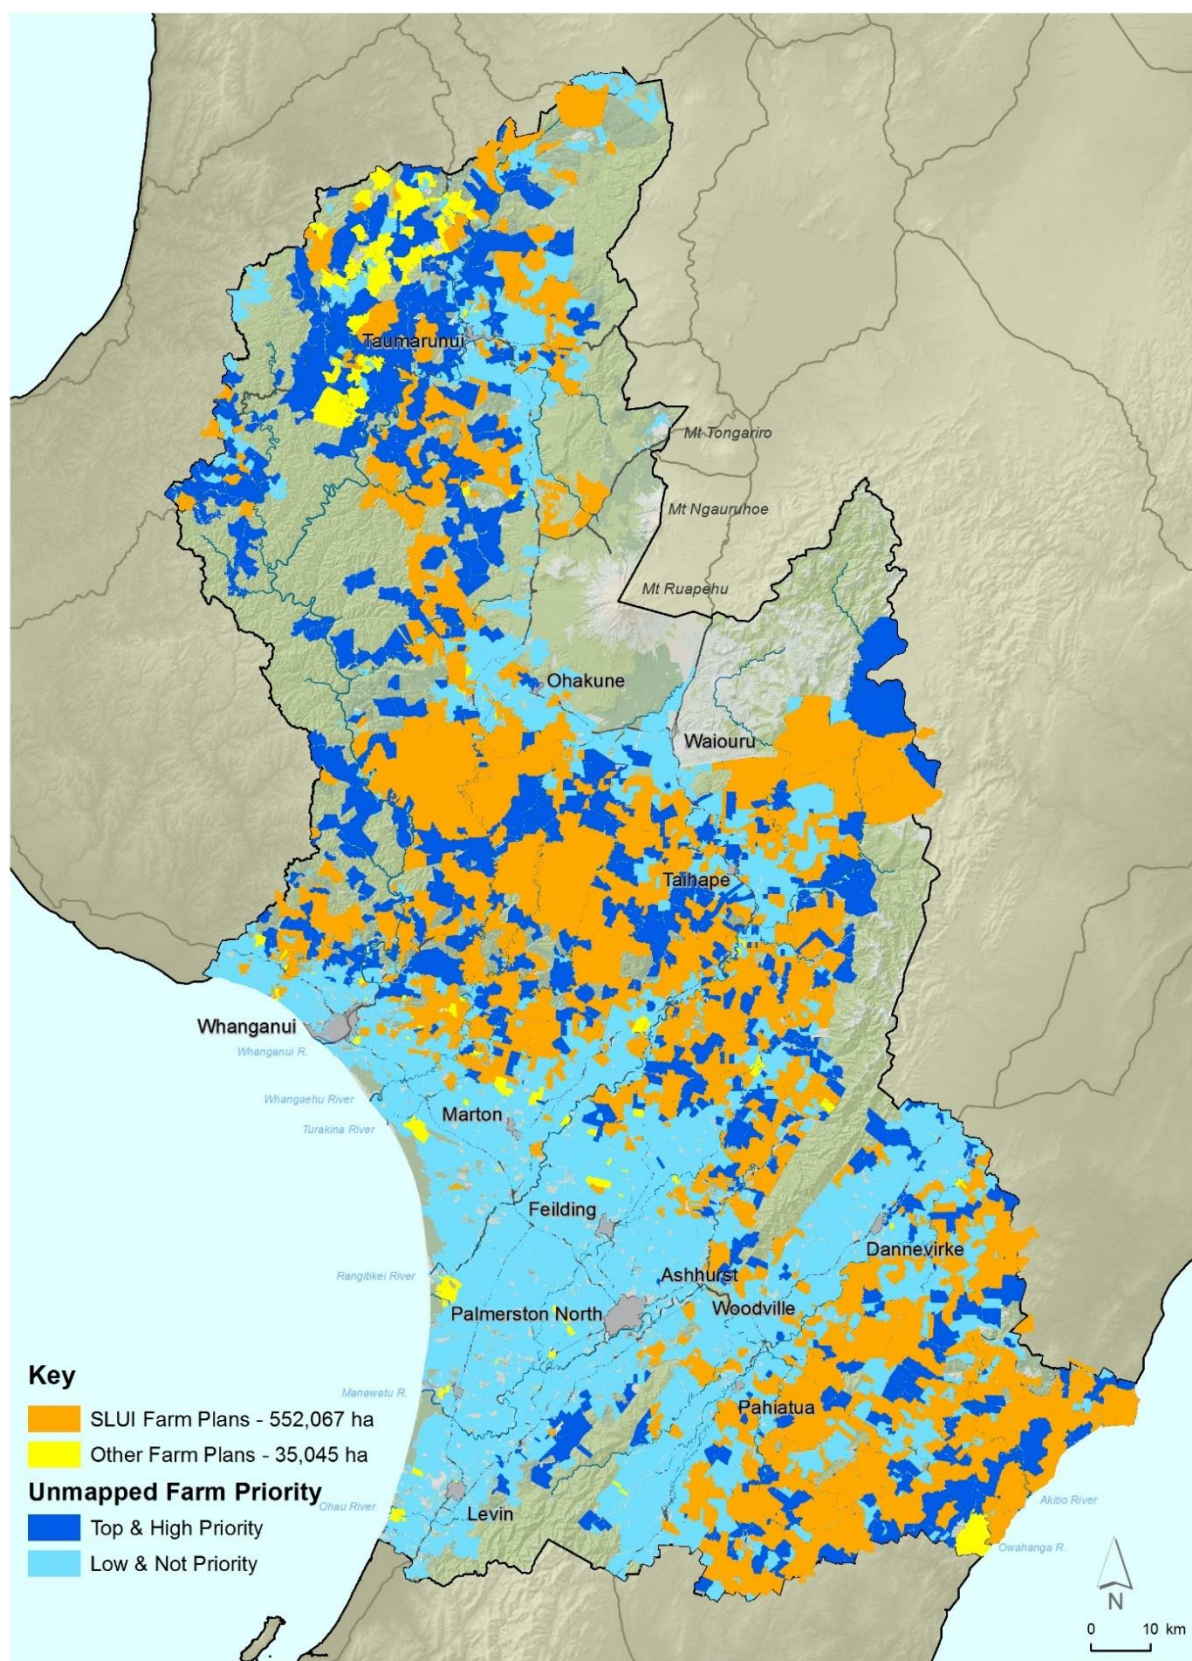 Taumarunui
Mt Tongariro
Mt Ngauruhoe
Mt Ruapehu
Ohakune
Waiouru
Taihape
Whanganui
Whanganui R.
Whangaehu River
Marton
Turakina River
Feilding
Dannevirke
Rangitikei River
Ashhurst
Palmerston North
Woodville
Key
Manawatu R.
SLUI Farm Plans - 552,067 ha
Pahiatua
Other Farm Plans - 35,045 ha
Unmapped Farm Priority
Ohau River
Levin
Akitio River
Top & High Priority
Owahanga R.
Low & Not Priority
N
0 10 km